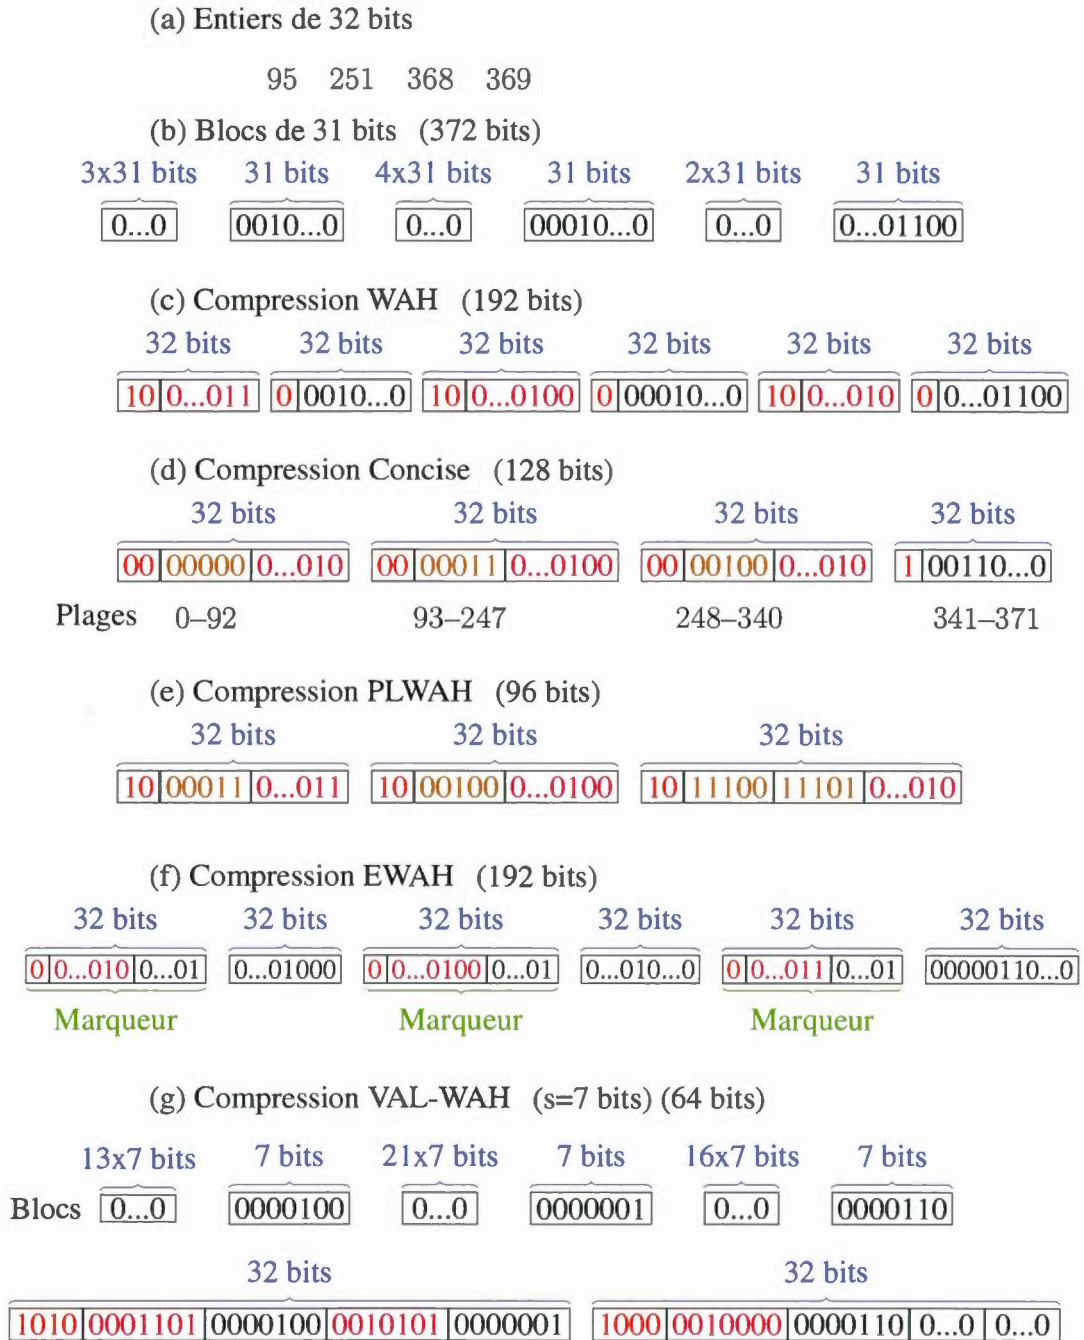 (a) Entiers de 32 bits
95 251 368 369
(b) Blocs de 31 bits (372 bits)
3x31 bits 31 bits 4x31 bits 31 bits 2x31 bits 31 bits
0...0 0010...0 0...0 00010...0 0...0 0...01100
(c) Compression WAH (192 bits)
32 bits 32 bits 32 bits 32 bits 32 bits 32 bits
10 0...011 0 0010...0 10 0...0100 0 00010...0 10 0...010 0 0...01100
(d) Compression Concise (128 bits)
32 bits 32 bits 32 bits 32 bits
00 00000 0...010 00 00011 0...0100 00 00100 0...010 1 00110...0
Plages 0–92 93–247 248–340 341–371
(e) Compression PLWAH (96 bits)
32 bits 32 bits 32 bits
10 00011 0...011 10 00100 0...0100 10 11100 11101 0...010
(f) Compression EWAH (192 bits)
32 bits 32 bits 32 bits 32 bits 32 bits 32 bits
0 0...010 0...01 0...01000 0 0...0100 0...01 0...010...0 0 0...011 0...01 00000110...0
Marqueur Marqueur Marqueur
(g) Compression VAL-WAH (s=7 bits) (64 bits)
13x7 bits 7 bits 21x7 bits 7 bits 16x7 bits 7 bits
Blocs 0...0 0000100 0...0 0000001 0...0 0000110
32 bits 32 bits
1010 0001101 0000100 0010101 0000001 1000 0010000 0000110 0...0 0...0